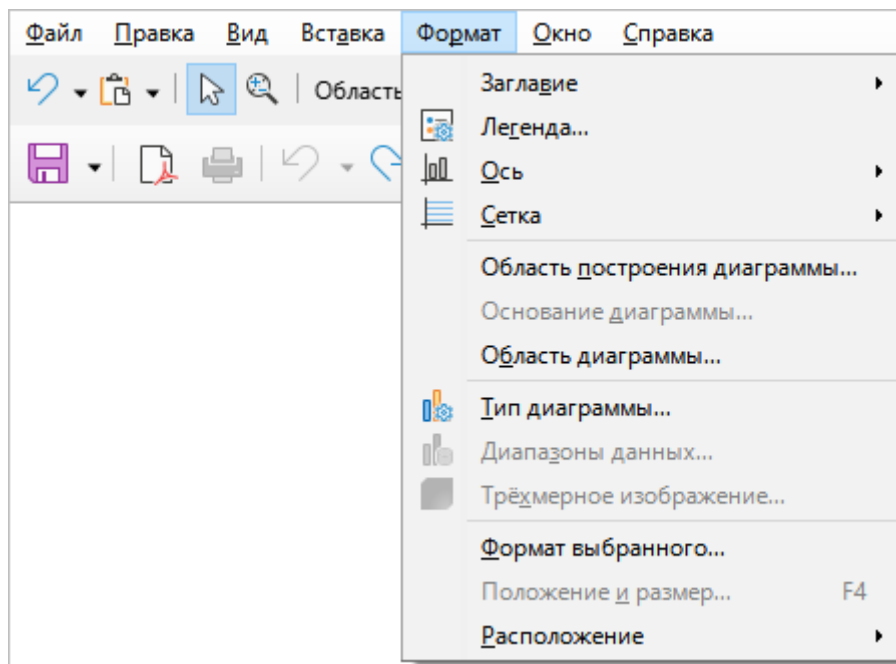 Файл Правка Вид Вставка Формат Окно Справка
Область
Заглавие
Легенда...
Ось
Сетка
Область построения диаграммы...
Основание диаграммы...
Область диаграммы...
Тип диаграммы...
Диапазоны данных...
Трёхмерное изображение...
Формат выбранного...
Положение и размер... F4
Расположение